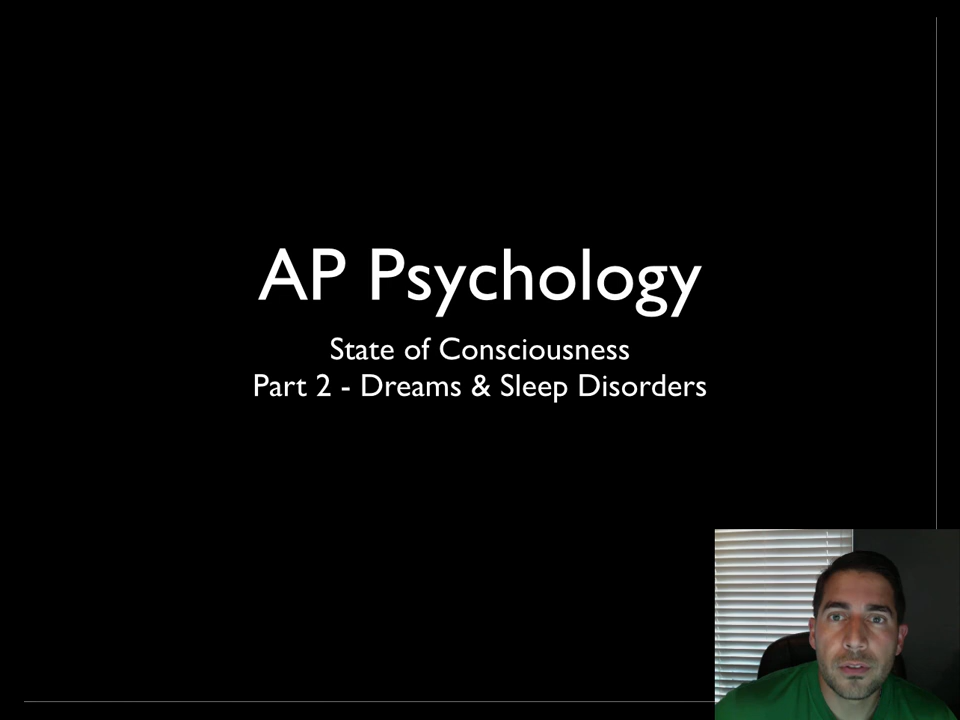 AP Psychology
State of Consciousness
Part 2 - Dreams & Sleep Disorders